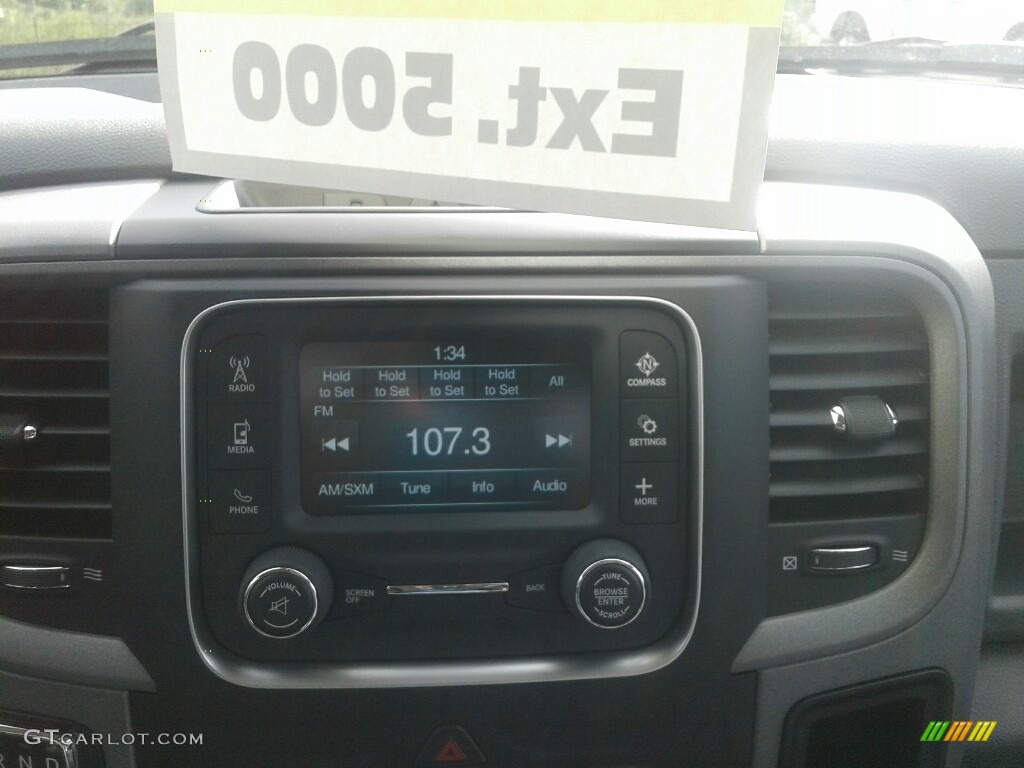 Ext. 5000
1:34
Hold to Set
Hold to Set
Hold to Set
Hold to Set
All
FM
107.3
AM/SXM
Tune
Info
Audio
RADIO
MEDIA
PHONE
N
COMPASS
SETTINGS
MORE
VOLUME
SCREEN OFF
BACK
TUNE
BROWSE
ENTER
SCROLL
R N D
GTCARLOT.COM